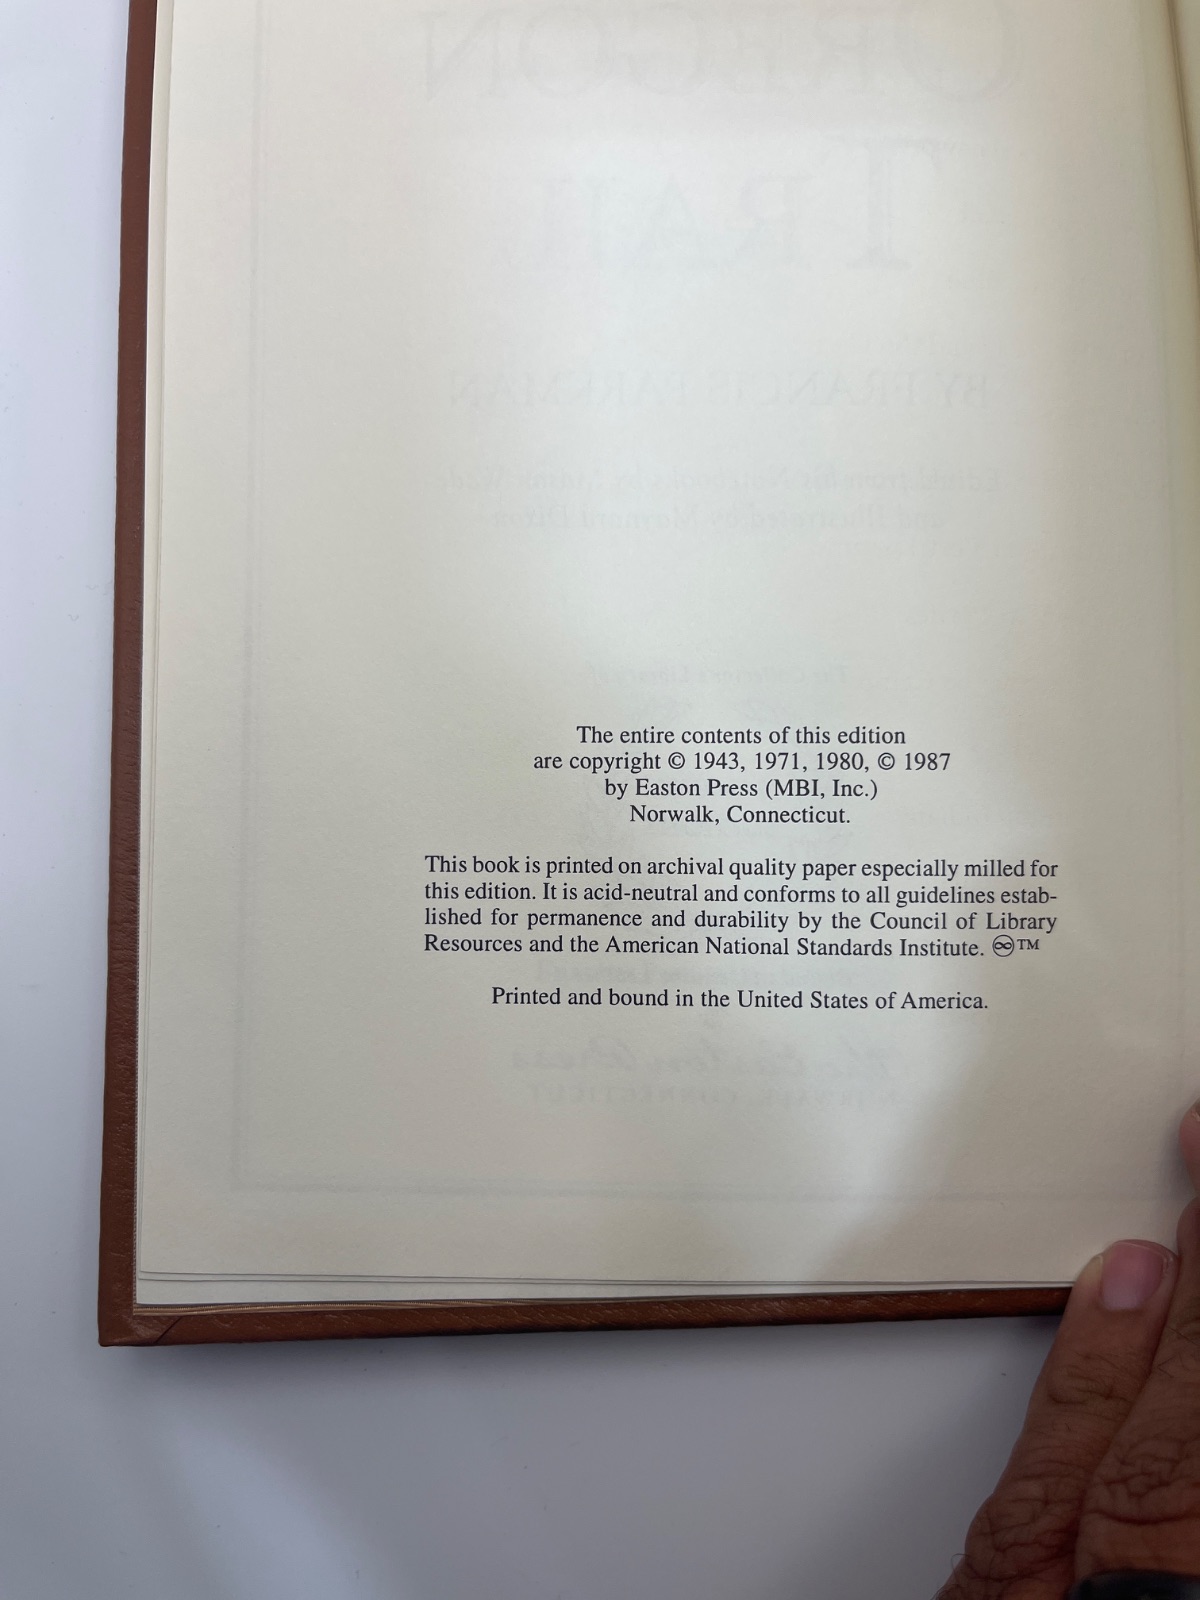 The entire contents of this edition
are copyright © 1943, 1971, 1980, © 1987
by Easton Press (MBI, Inc.)
Norwalk, Connecticut.
This book is printed on archival quality paper especially milled for
this edition. It is acid-neutral and conforms to all guidelines estab-
lished for permanence and durability by the Council of Library
Resources and the American National Standards Institute. ♾™
Printed and bound in the United States of America.